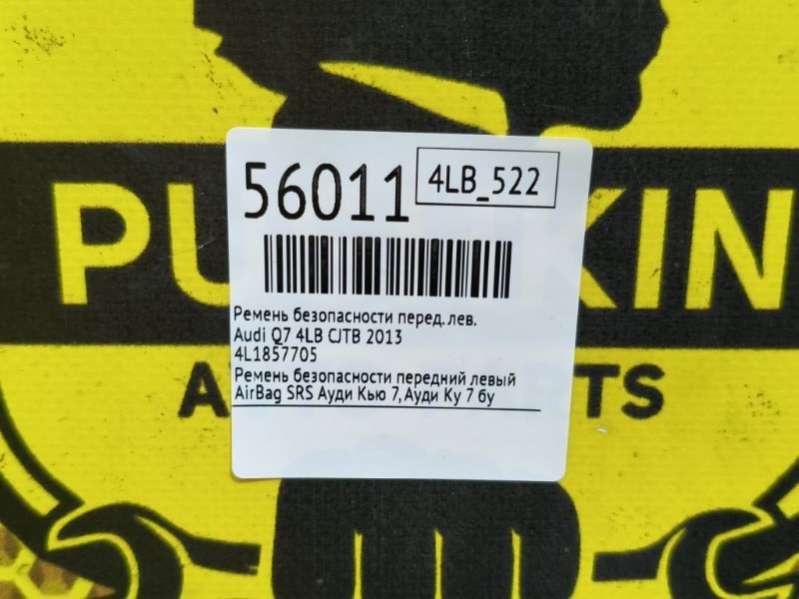 56011
4LB_522
Ремень безопасности перед. лев.
Audi Q7 4LB CJTB 2013
4L1857705
Ремень безопасности передний левый
AirBag SRS Ауди Кью 7, Ауди Ку 7 бу